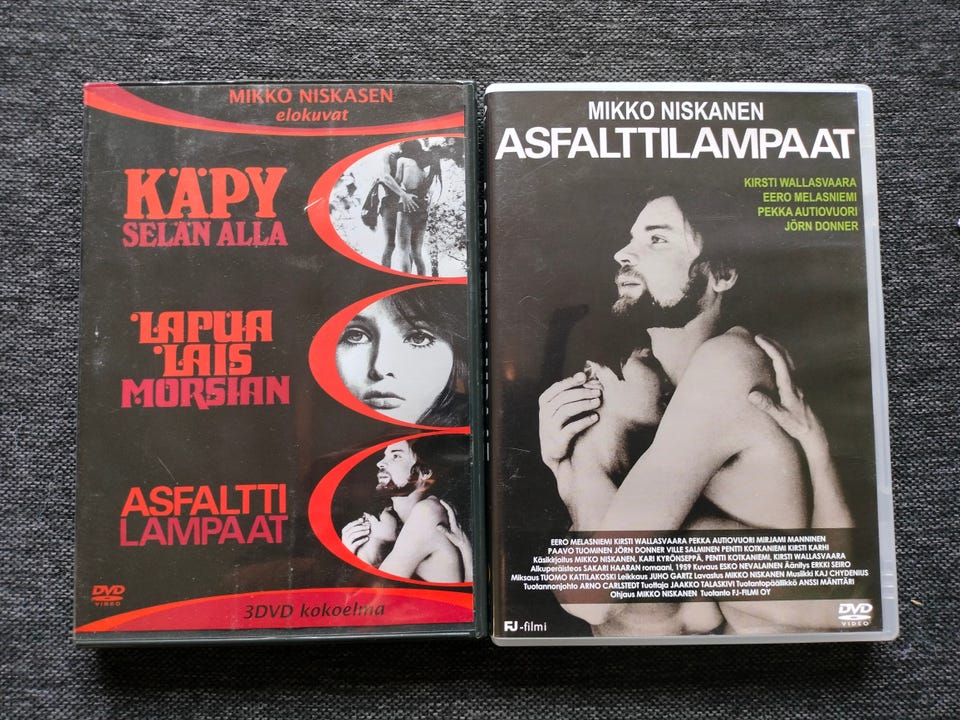 MIKKO NISKASEN
elokuvat
KÄPY
SELÄN ALLA
LAPUA
LAIS
MORSIAN
ASFALTTI
LAMPAAT
DVD
VIDEO
3DVD kokoelma
MIKKO NISKANEN
ASFALTTILAMPAAT
KIRSTI WALLASVAARA
EERO MELASNIEMI
PEKKA AUTIOVUORI
JÖRN DONNER
EERO MELASNIEMI KIRSTI WALLASVAARA PEKKA AUTIOVUORI MIRJAMI MANNINEN
PAAVO TUOMINEN JÖRN DONNER VILLE SALMINEN PENTTI KOTKANIEMI KIRSTI KARHI
Käsikirjoitus MIKKO NISKANEN, KARI KYRÖNSEPPÄ, PENTTI KOTKANIEMI, KIRSTI WALLASVAARA
Alkuperäisteos SAKARI HAARAN romaani, 1959 Kuvaus ESKO NEVALAINEN Äänitys ERKKI SEIRO
Miksaus TUOMO KATTILAKOSKI Leikkaus JUHO GARTZ Lavastus MIKKO NISKANEN Musiikki KAJ CHYDENIUS
Tuotannonjohto ARNO CARLSTEDT Tuottaja JAAKKO TALASKIVI Tuotantopäällikkö ANSSI MÄNTTÄRI
Ohjaus MIKKO NISKANEN Tuotanto FJ-FILMI OY
FJ-filmi
DVD
VIDEO